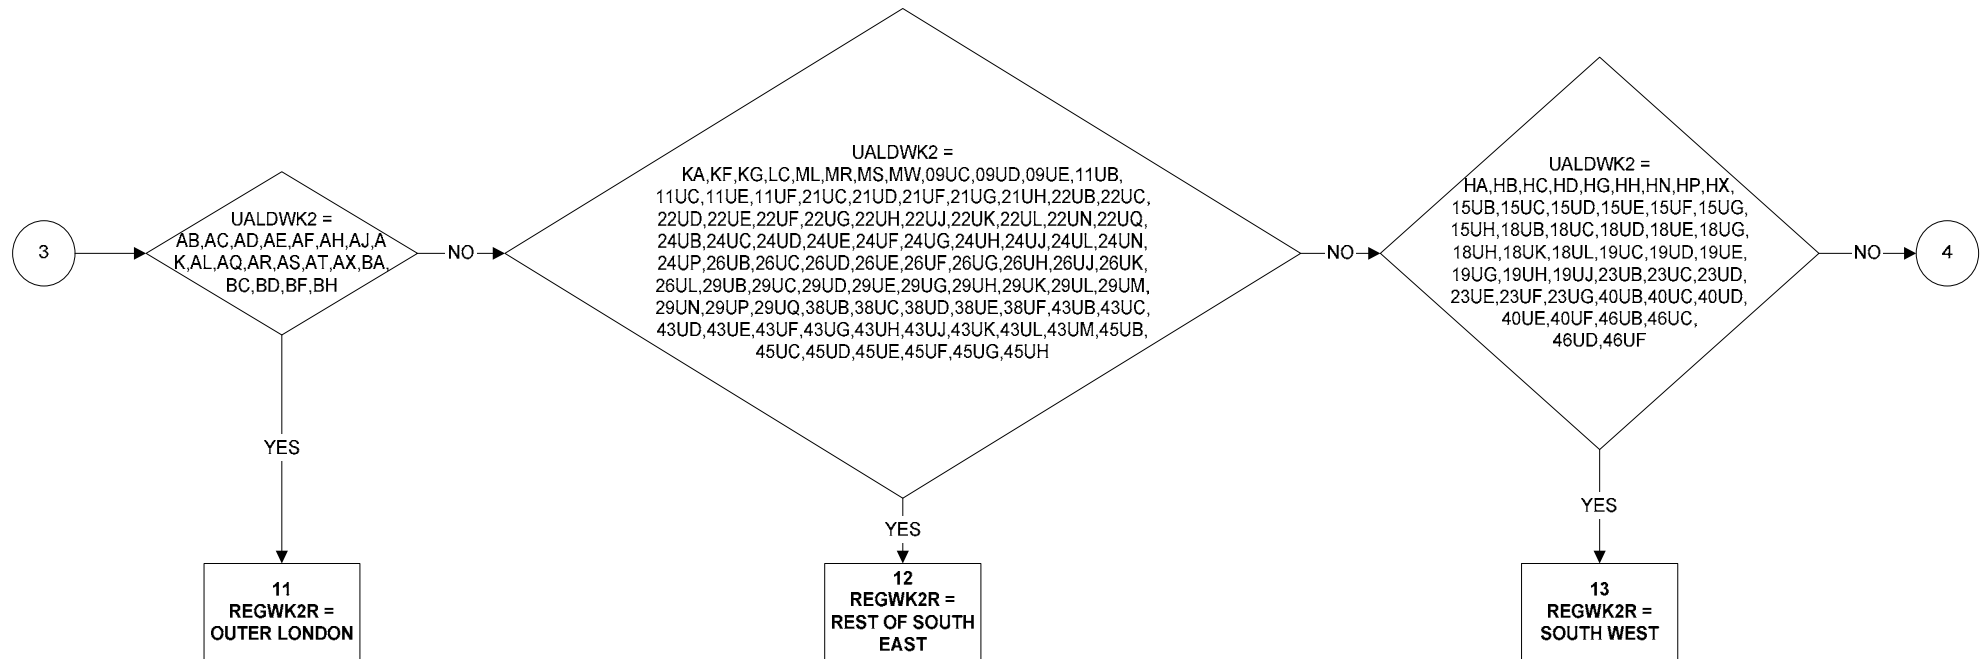 3
UALDWK2 =
AB,AC,AD,AE,AF,AH,AJ,A
K,AL,AQ,AR,AS,AT,AX,BA,
BC,BD,BF,BH
NO
YES
11
REGWK2R =
OUTER LONDON
UALDWK2 =
KA,KF,KG,LC,ML,MR,MS,MW,09UC,09UD,09UE,11UB,
11UC,11UE,11UF,21UC,21UD,21UF,21UG,21UH,22UB,22UC,
22UD,22UE,22UF,22UG,22UH,22UJ,22UK,22UL,22UN,22UQ,
24UB,24UC,24UD,24UE,24UF,24UG,24UH,24UJ,24UL,24UN,
24UP,26UB,26UC,26UD,26UE,26UF,26UG,26UH,26UJ,26UK,
26UL,29UB,29UC,29UD,29UE,29UG,29UH,29UK,29UL,29UM,
29UN,29UP,29UQ,38UB,38UC,38UD,38UE,38UF,43UB,43UC,
43UD,43UE,43UF,43UG,43UH,43UJ,43UK,43UL,43UM,45UB,
45UC,45UD,45UE,45UF,45UG,45UH
NO
YES
12
REGWK2R =
REST OF SOUTH
EAST
UALDWK2 =
HA,HB,HC,HD,HG,HH,HN,HP,HX,
15UB,15UC,15UD,15UE,15UF,15UG,
15UH,18UB,18UC,18UD,18UE,18UG,
18UH,18UK,18UL,19UC,19UD,19UE,
19UG,19UH,19UJ,23UB,23UC,23UD,
23UE,23UF,23UG,40UB,40UC,40UD,
40UE,40UF,46UB,46UC,
46UD,46UF
NO
YES
13
REGWK2R =
SOUTH WEST
4